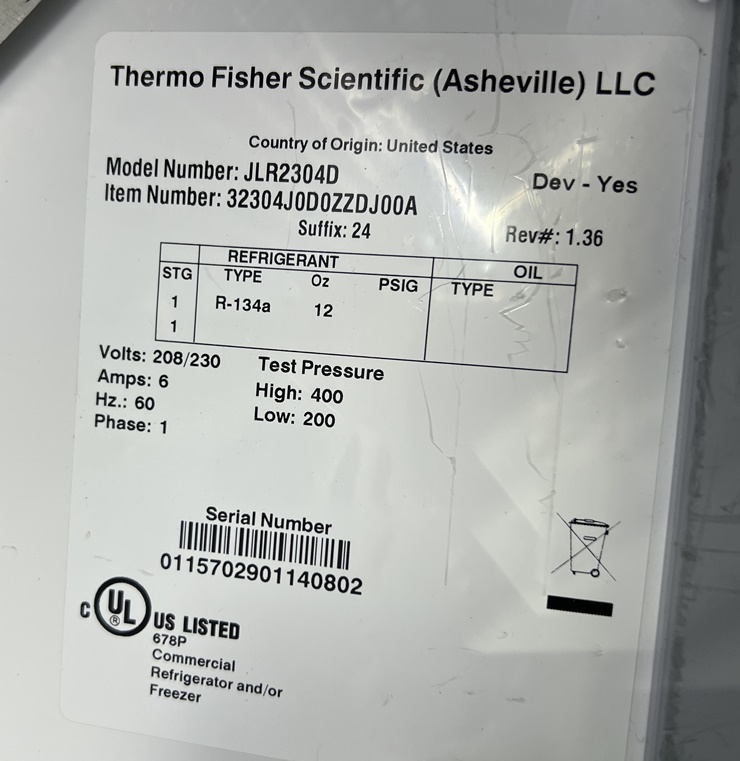 Thermo Fisher Scientific (Asheville) LLC
Country of Origin: United States
Model Number: JLR2304D
Dev - Yes
Item Number: 32304J0D0ZZDJ00A
Suffix: 24
Rev#: 1.36
REFRIGERANT
OIL
STG TYPE Oz PSIG TYPE
1 R-134a 12
1
Volts: 208/230
Amps: 6
Hz.: 60
Phase: 1
Test Pressure
High: 400
Low: 200
Serial Number
0115702901140802
C UL ® US LISTED
678P
Commercial
Refrigerator and/or
Freezer